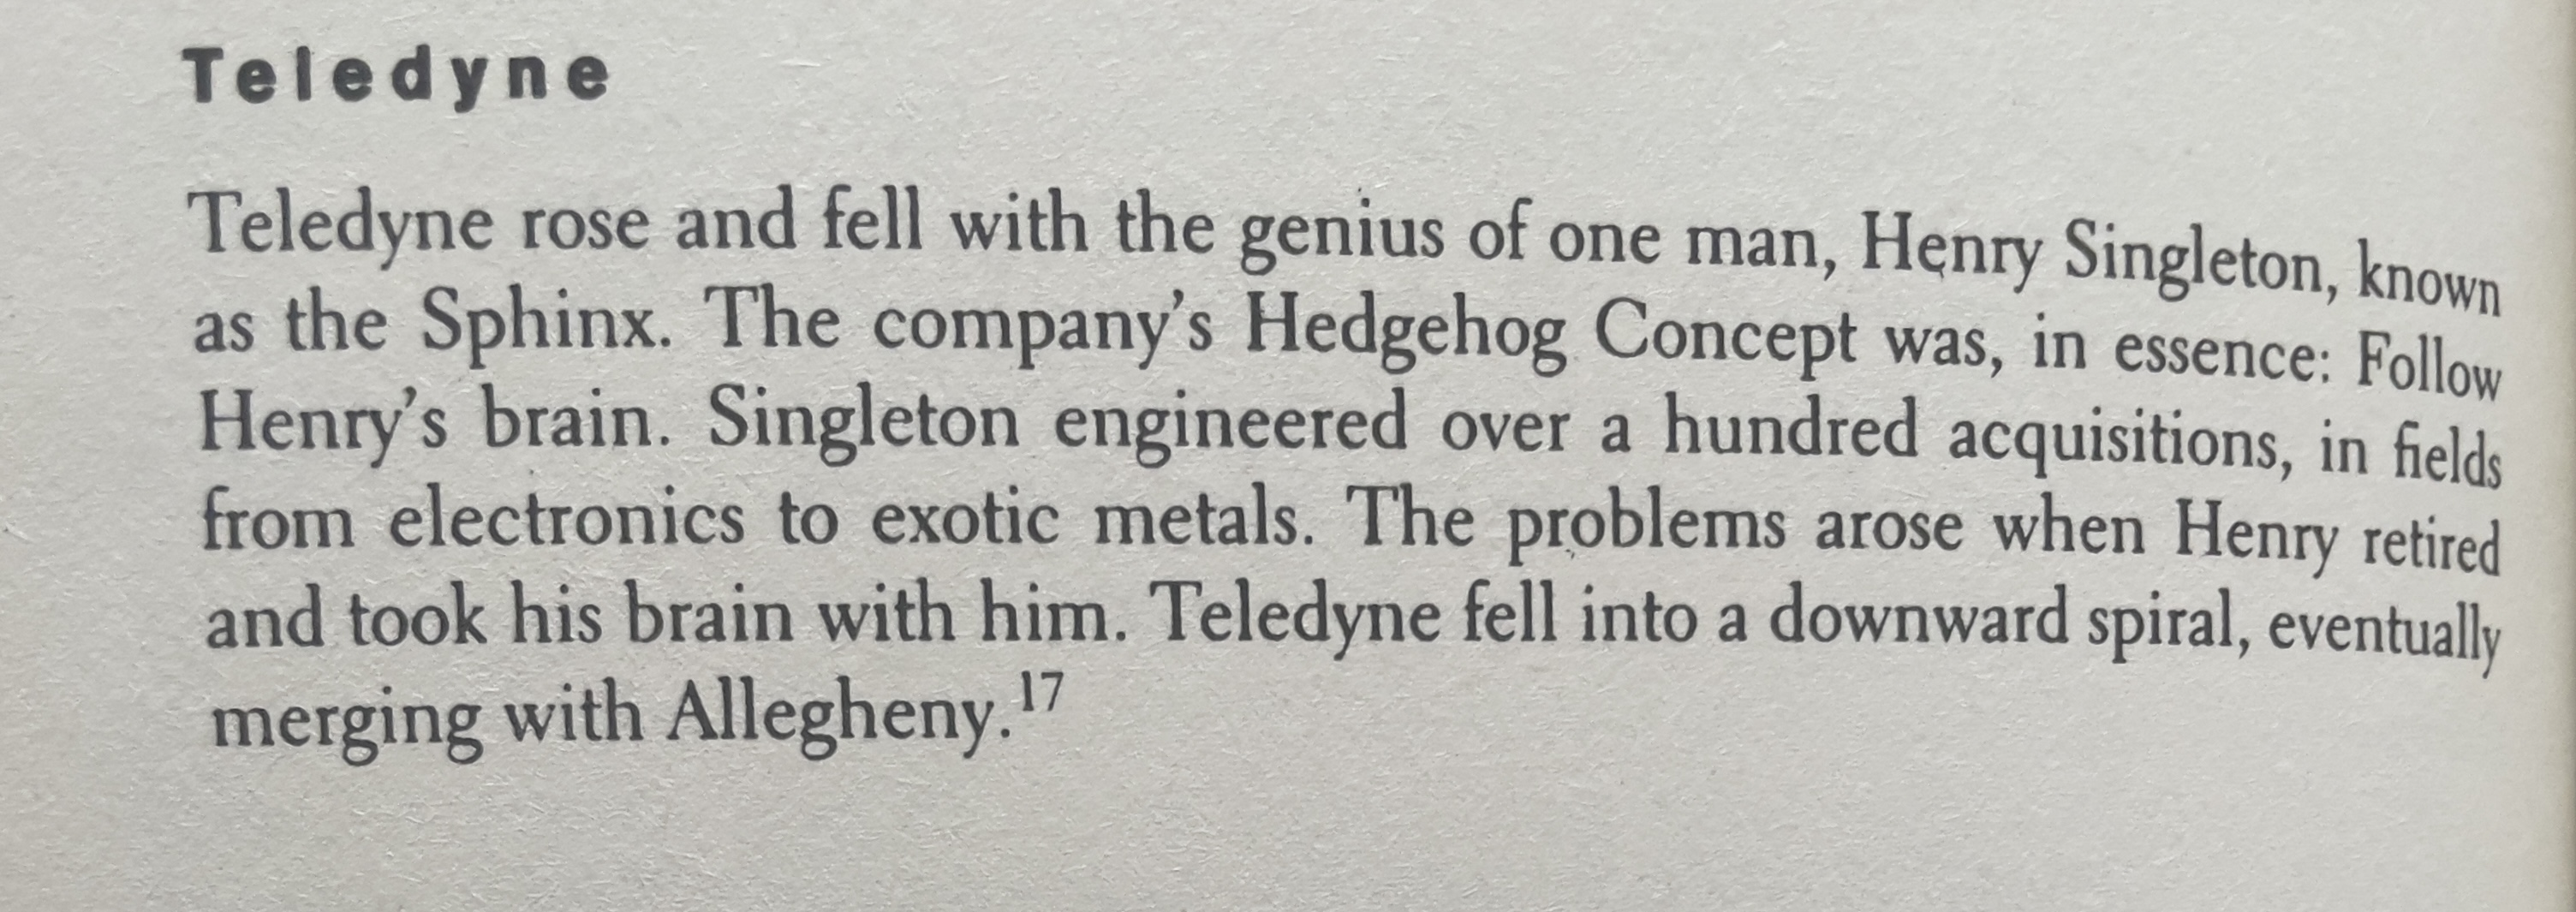 Teledyne
Teledyne rose and fell with the genius of one man, Henry Singleton, known
as the Sphinx. The company's Hedgehog Concept was, in essence: Follow
Henry's brain. Singleton engineered over a hundred acquisitions, in fields
from electronics to exotic metals. The problems arose when Henry retired
and took his brain with him. Teledyne fell into a downward spiral, eventually
merging with Allegheny.17